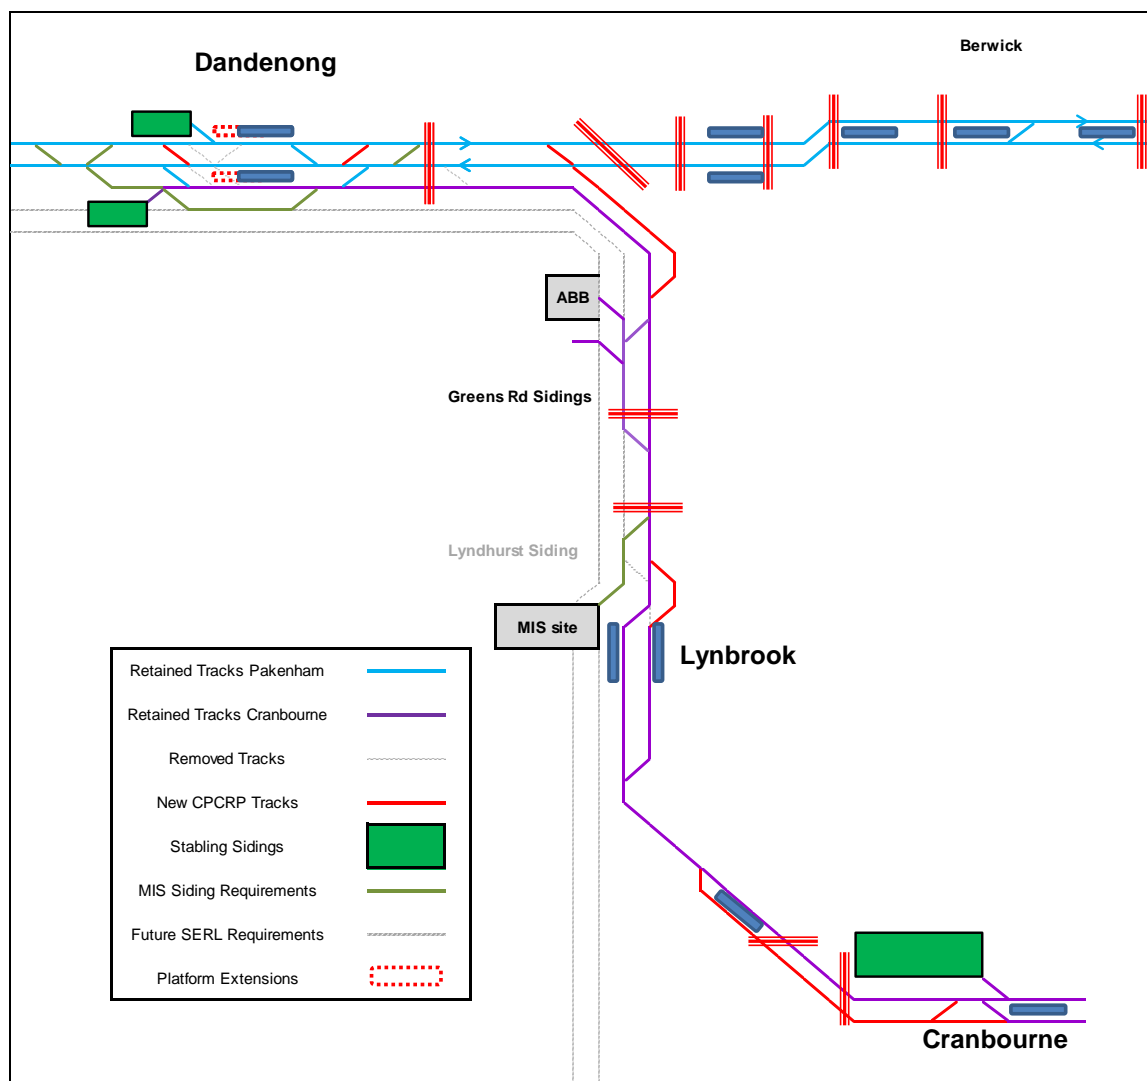 Berwick
Dandenong
ABB
Greens Rd Sidings
Lyndhurst Siding
MIS site
Lynbrook
Retained Tracks Pakenham
Retained Tracks Cranbourne
Removed Tracks
New CPCRP Tracks
Stabling Sidings
MIS Siding Requirements
Future SERL Requirements
Platform Extensions
Cranbourne